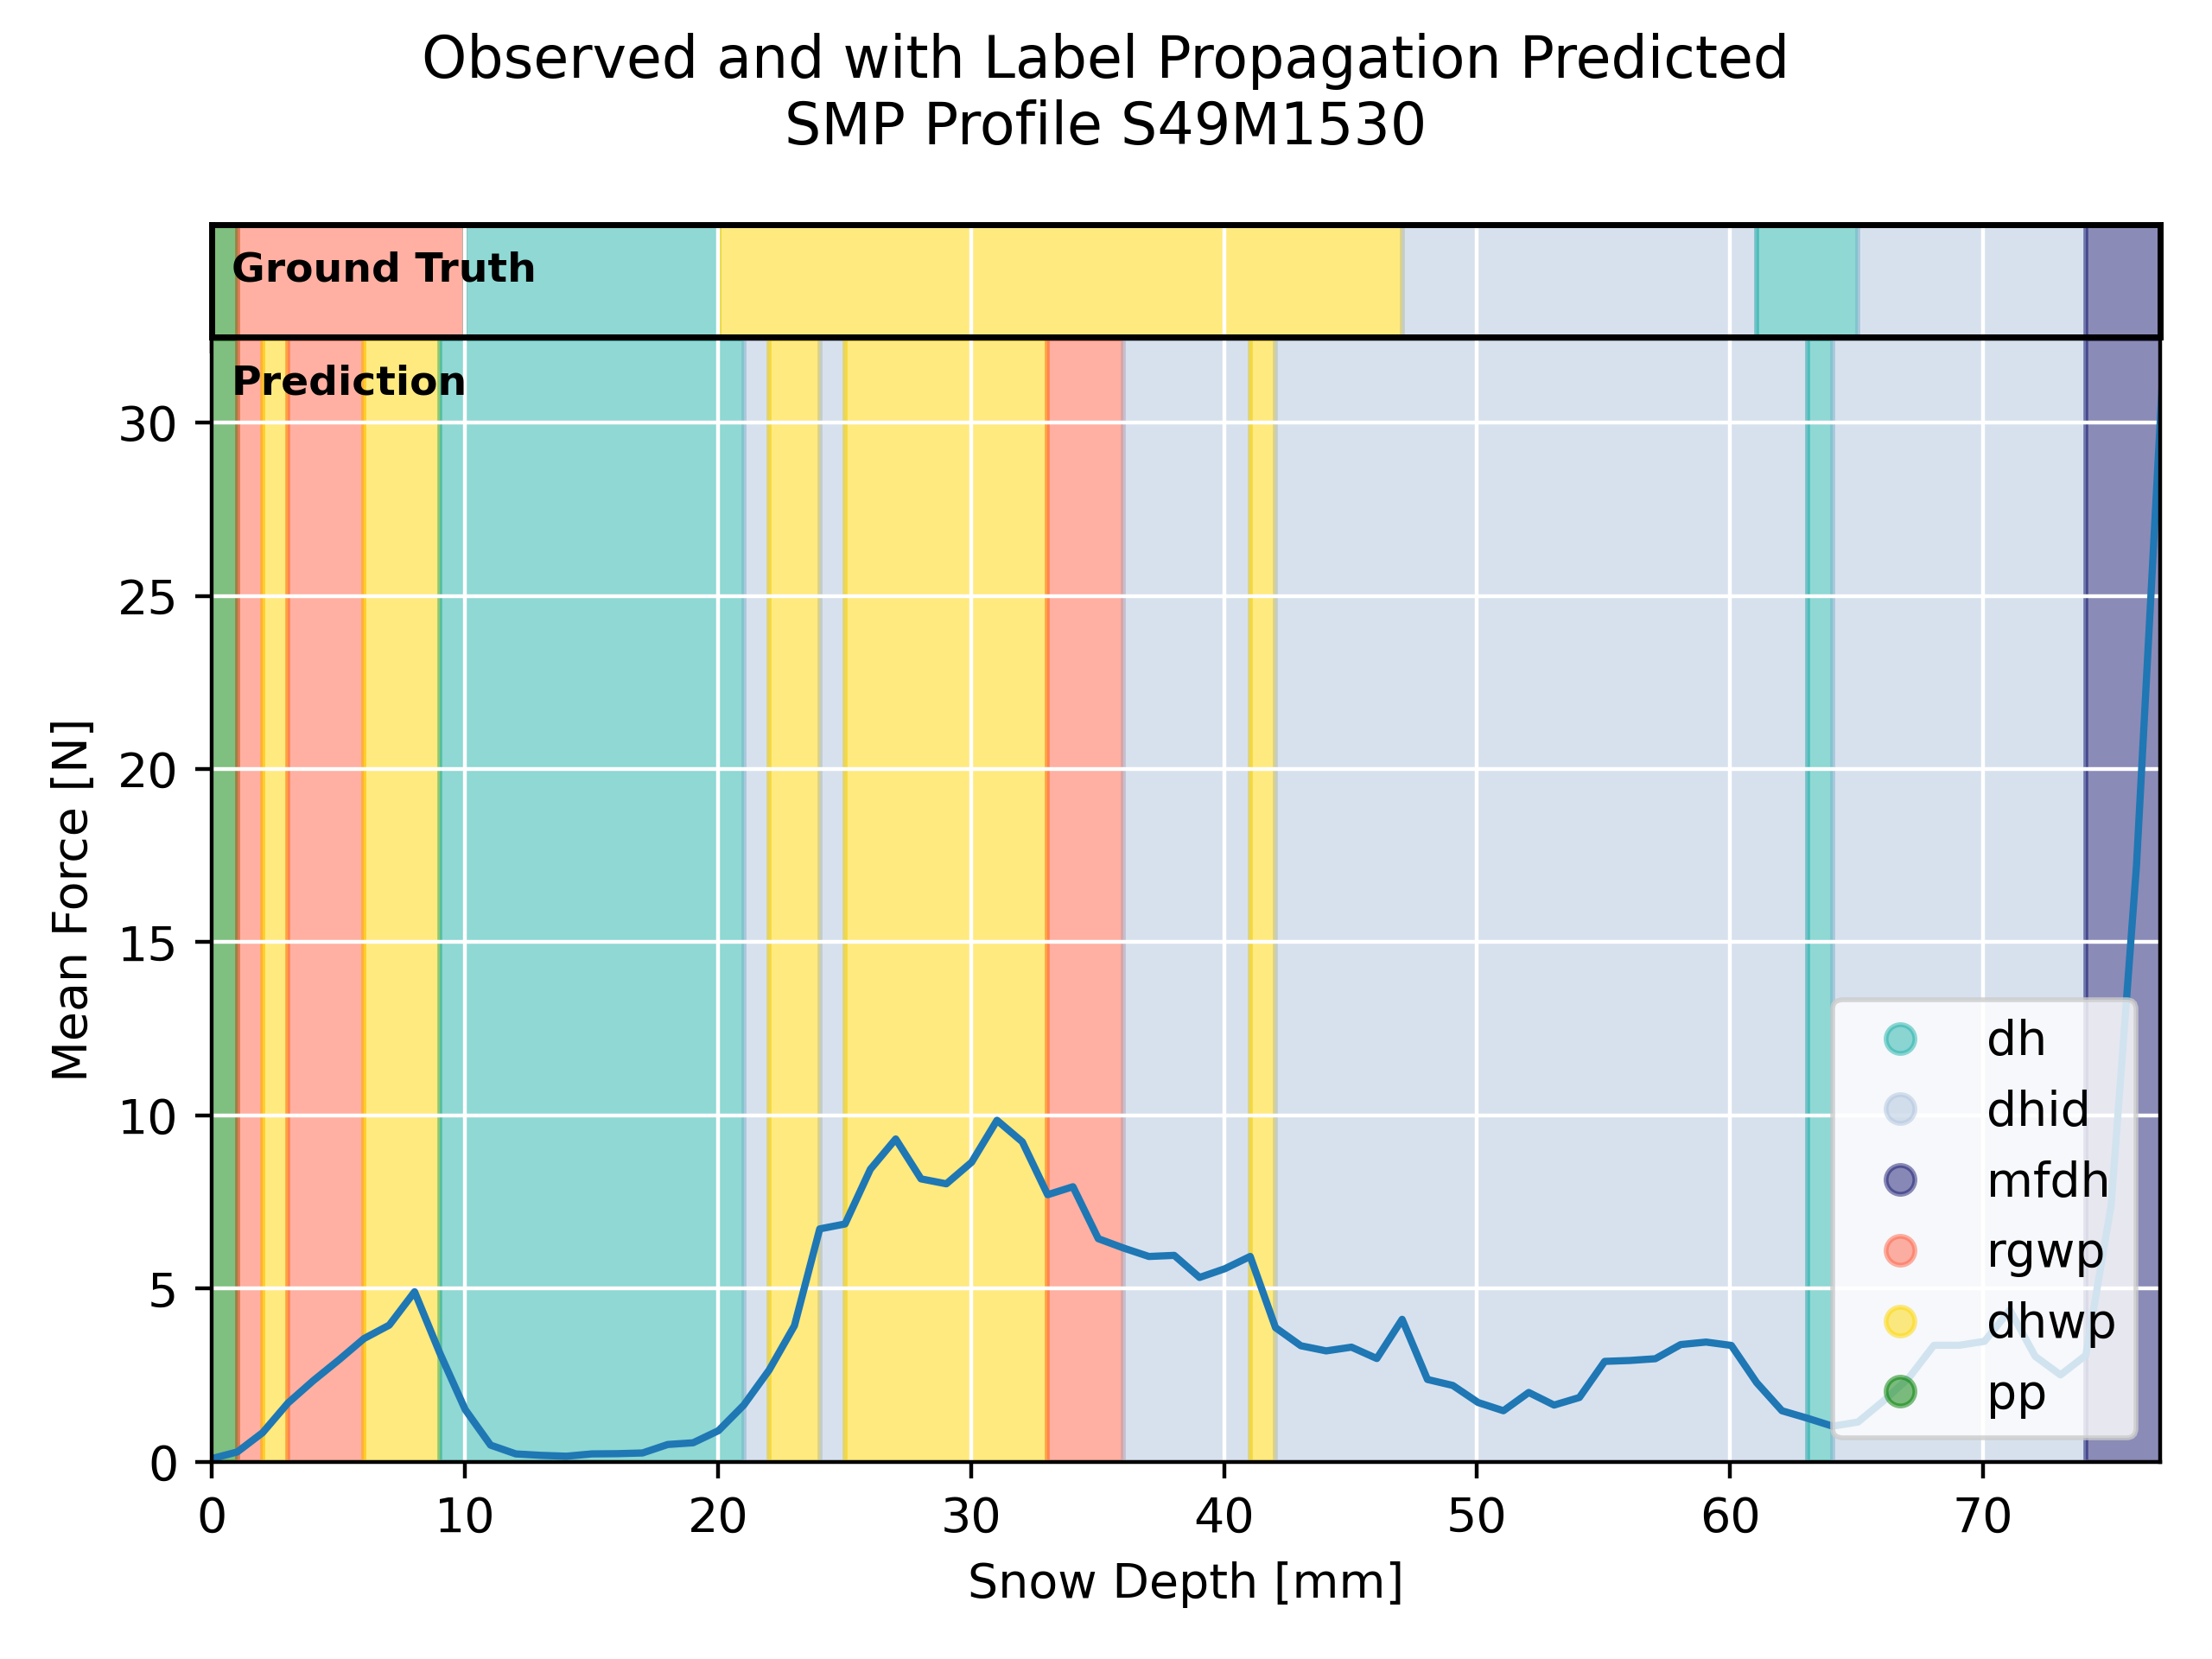 Observed and with Label Propagation Predicted
SMP Profile S49M1530
Ground Truth
Prediction
30
25
20
15
10
5
0
Mean Force [N]
dh
dhid
mfdh
rgwp
dhwp
pp
0 10 20 30 40 50 60 70
Snow Depth [mm]